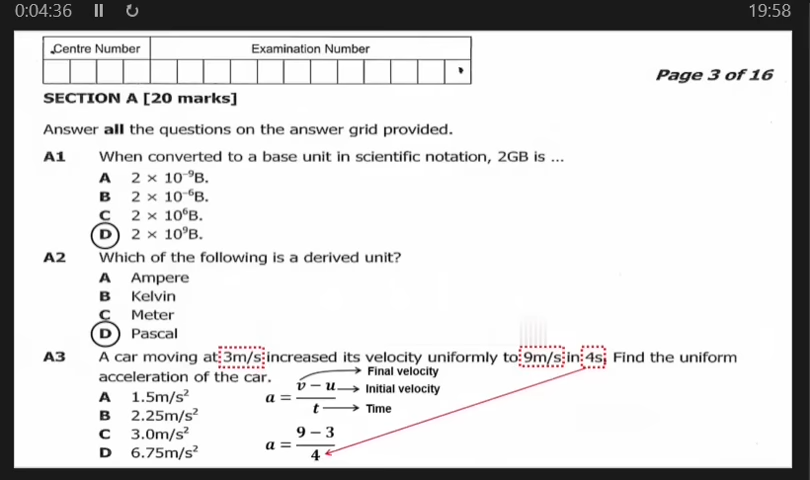 0:04:36
19:58
Centre Number Examination Number
Page 3 of 16
SECTION A [20 marks]
Answer all the questions on the answer grid provided.
A1 When converted to a base unit in scientific notation, 2GB is ...
A 2 × 10⁻⁹B.
B 2 × 10⁻⁶B.
C 2 × 10⁶B.
D 2 × 10⁹B.
A2 Which of the following is a derived unit?
A Ampere
B Kelvin
C Meter
D Pascal
A3 A car moving at 3m/s increased its velocity uniformly to 9m/s in 4s. Find the uniform
acceleration of the car.
Final velocity
A 1.5m/s² a = v − u Initial velocity
t Time
B 2.25m/s²
C 3.0m/s² a = 9 − 3
4
D 6.75m/s²